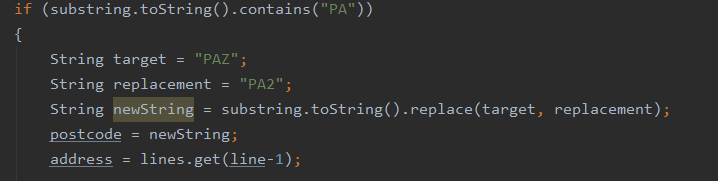 if (substring.toString().contains("PA"))
{
String target = "PAZ";
String replacement = "PA2";
String newString = substring.toString().replace(target, replacement);
postcode = newString;
address = lines.get(line-1);